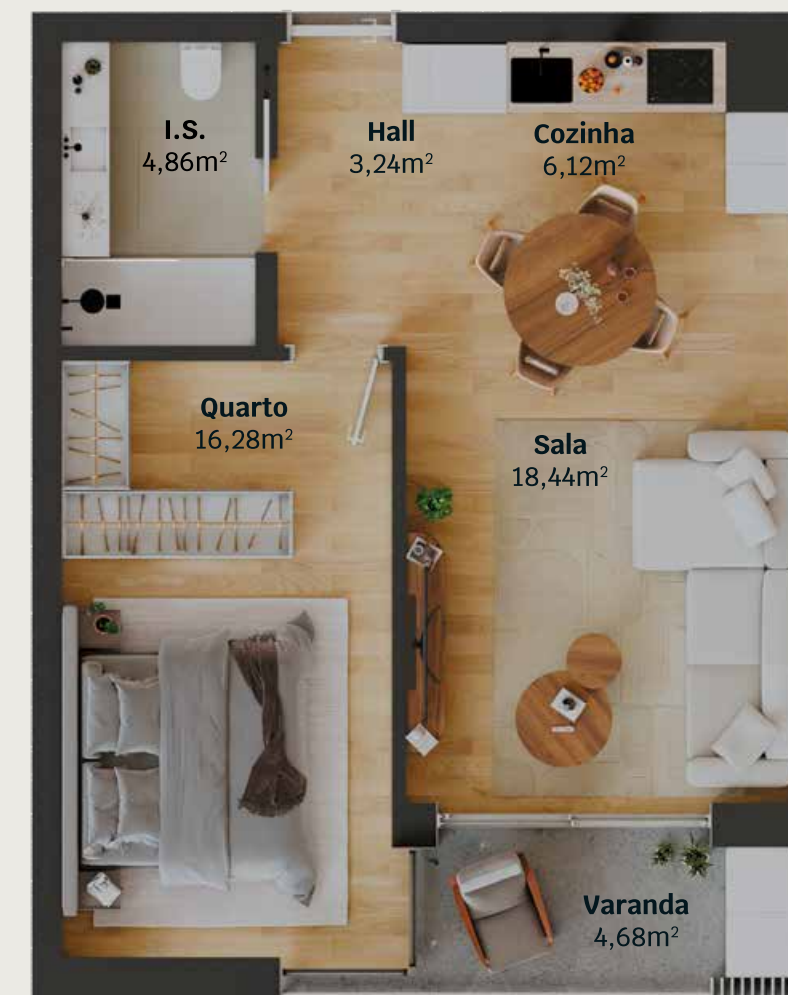 I.S.
4,86m²
Hall
3,24m²
Cozinha
6,12m²
Quarto
16,28m²
Sala
18,44m²
Varanda
4,68m²